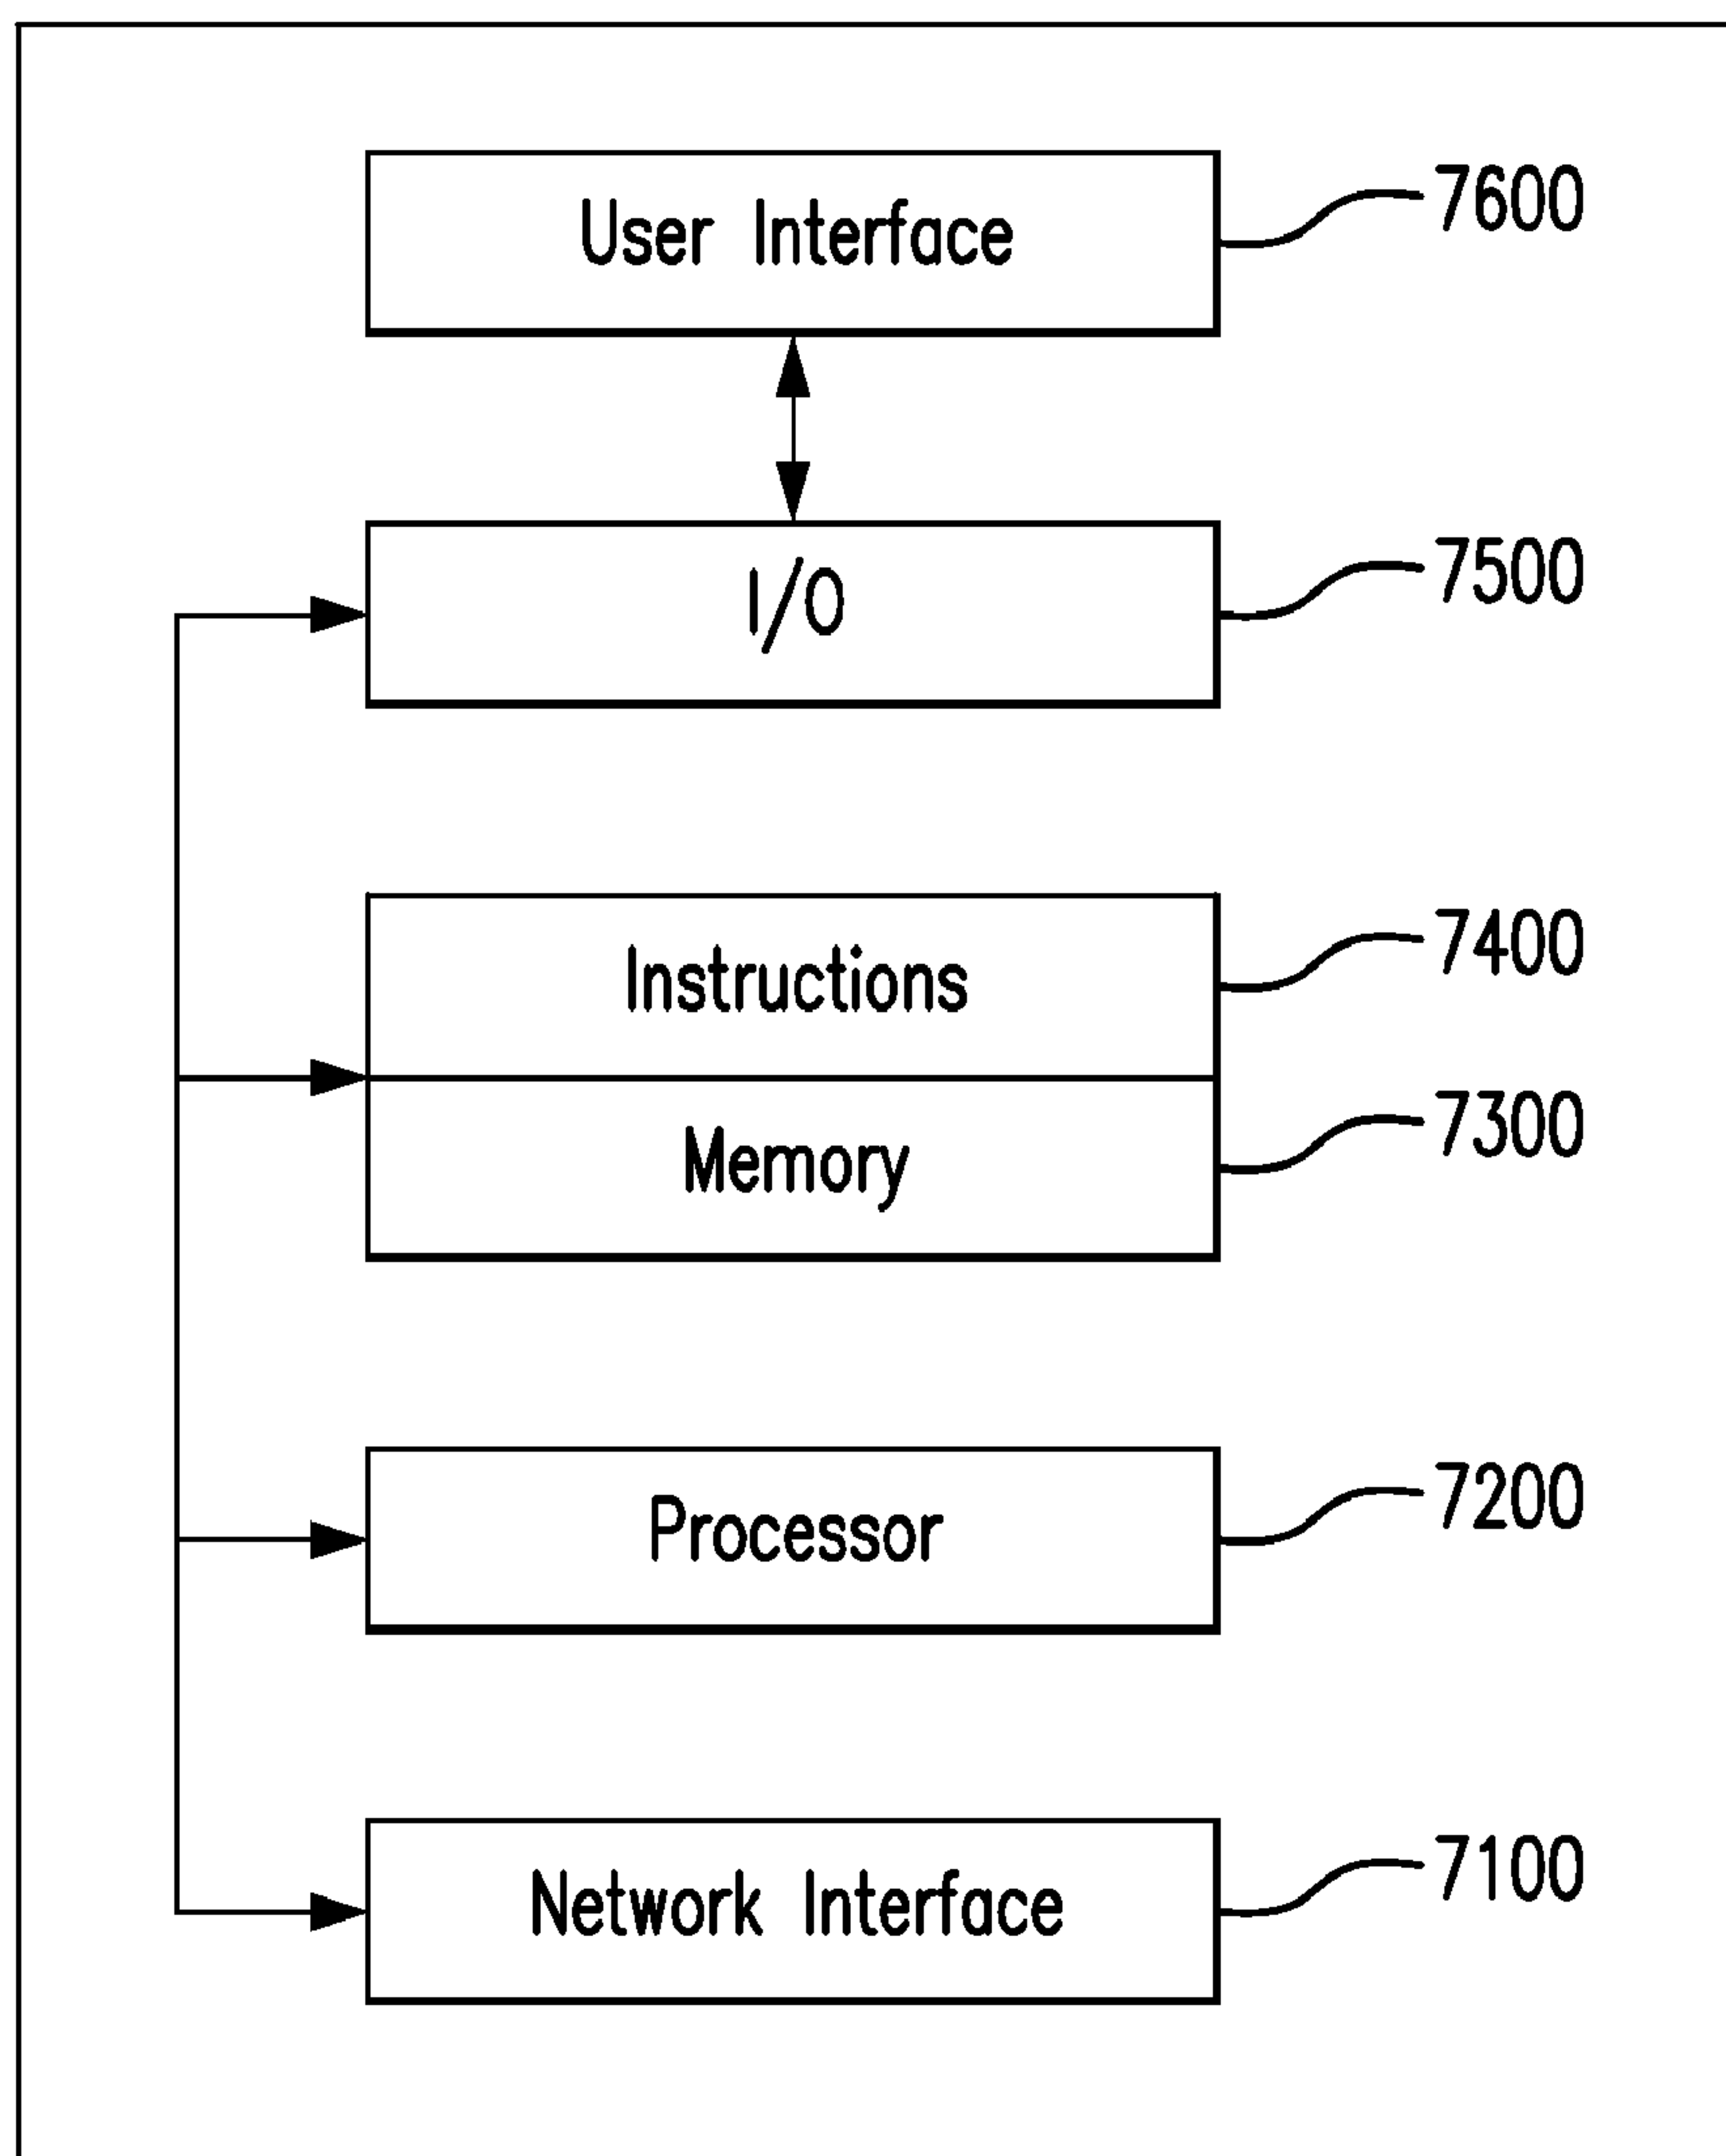 User Interface
7600
I/O
7500
Instructions
7400
Memory
7300
Processor
7200
Network Interface
7100